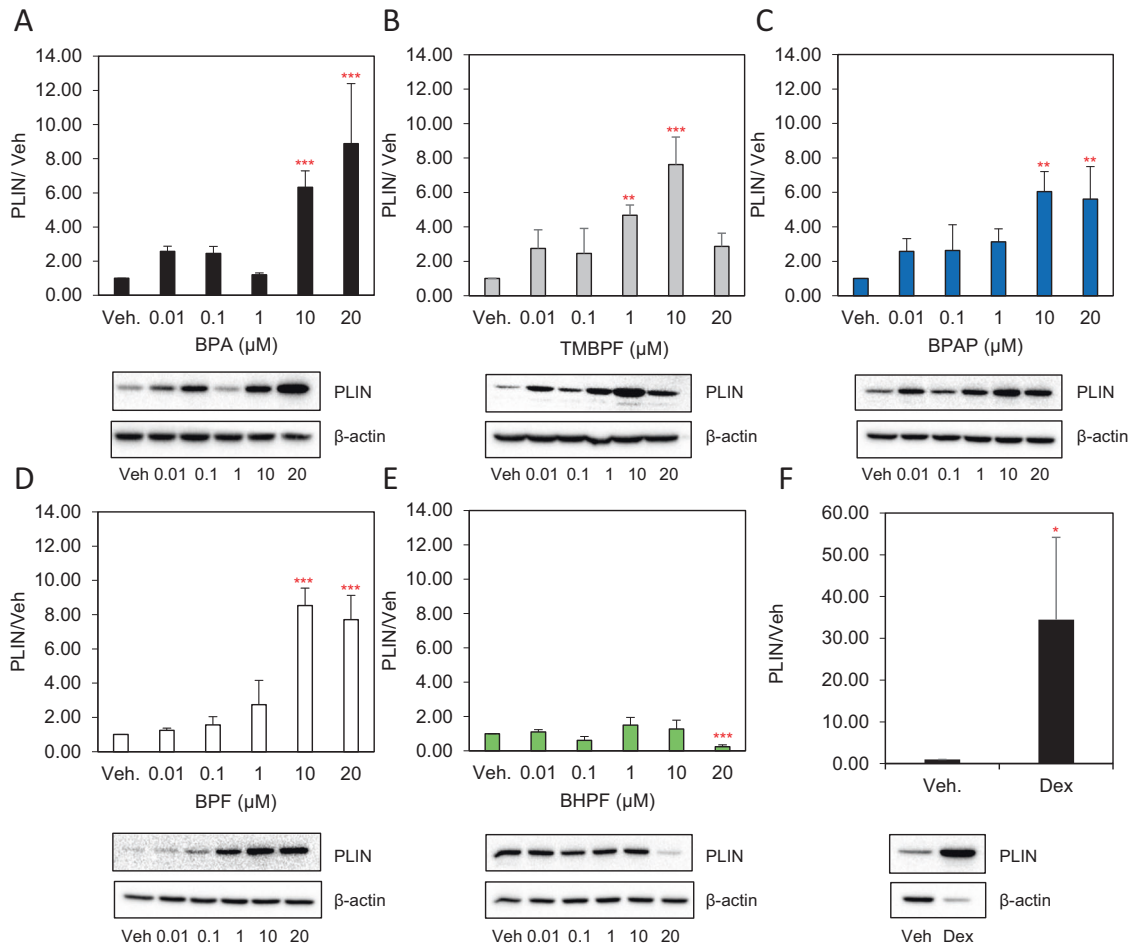 A
14.00
12.00
10.00
8.00
6.00
4.00
2.00
0.00
PLIN/ Veh
***
***
Veh. 0.01 0.1 1 10 20
BPA (µM)
PLIN
β-actin
Veh 0.01 0.1 1 10 20
B
14.00
12.00
10.00
8.00
6.00
4.00
2.00
0.00
PLIN/ Veh
**
***
Veh. 0.01 0.1 1 10 20
TMBPF (µM)
PLIN
β-actin
Veh 0.01 0.1 1 10 20
C
14.00
12.00
10.00
8.00
6.00
4.00
2.00
0.00
PLIN/ Veh
**
**
Veh. 0.01 0.1 1 10 20
BPAP (µM)
PLIN
β-actin
Veh 0.01 0.1 1 10 20
D
14.00
12.00
10.00
8.00
6.00
4.00
2.00
0.00
PLIN/Veh
***
***
Veh. 0.01 0.1 1 10 20
BPF (µM)
PLIN
β-actin
Veh 0.01 0.1 1 10 20
E
14.00
12.00
10.00
8.00
6.00
4.00
2.00
0.00
PLIN/Veh
***
Veh. 0.01 0.1 1 10 20
BHPF (µM)
PLIN
β-actin
Veh 0.01 0.1 1 10 20
F
60.00
50.00
40.00
30.00
20.00
10.00
0.00
PLIN/Veh
*
Veh. Dex
PLIN
β-actin
Veh Dex